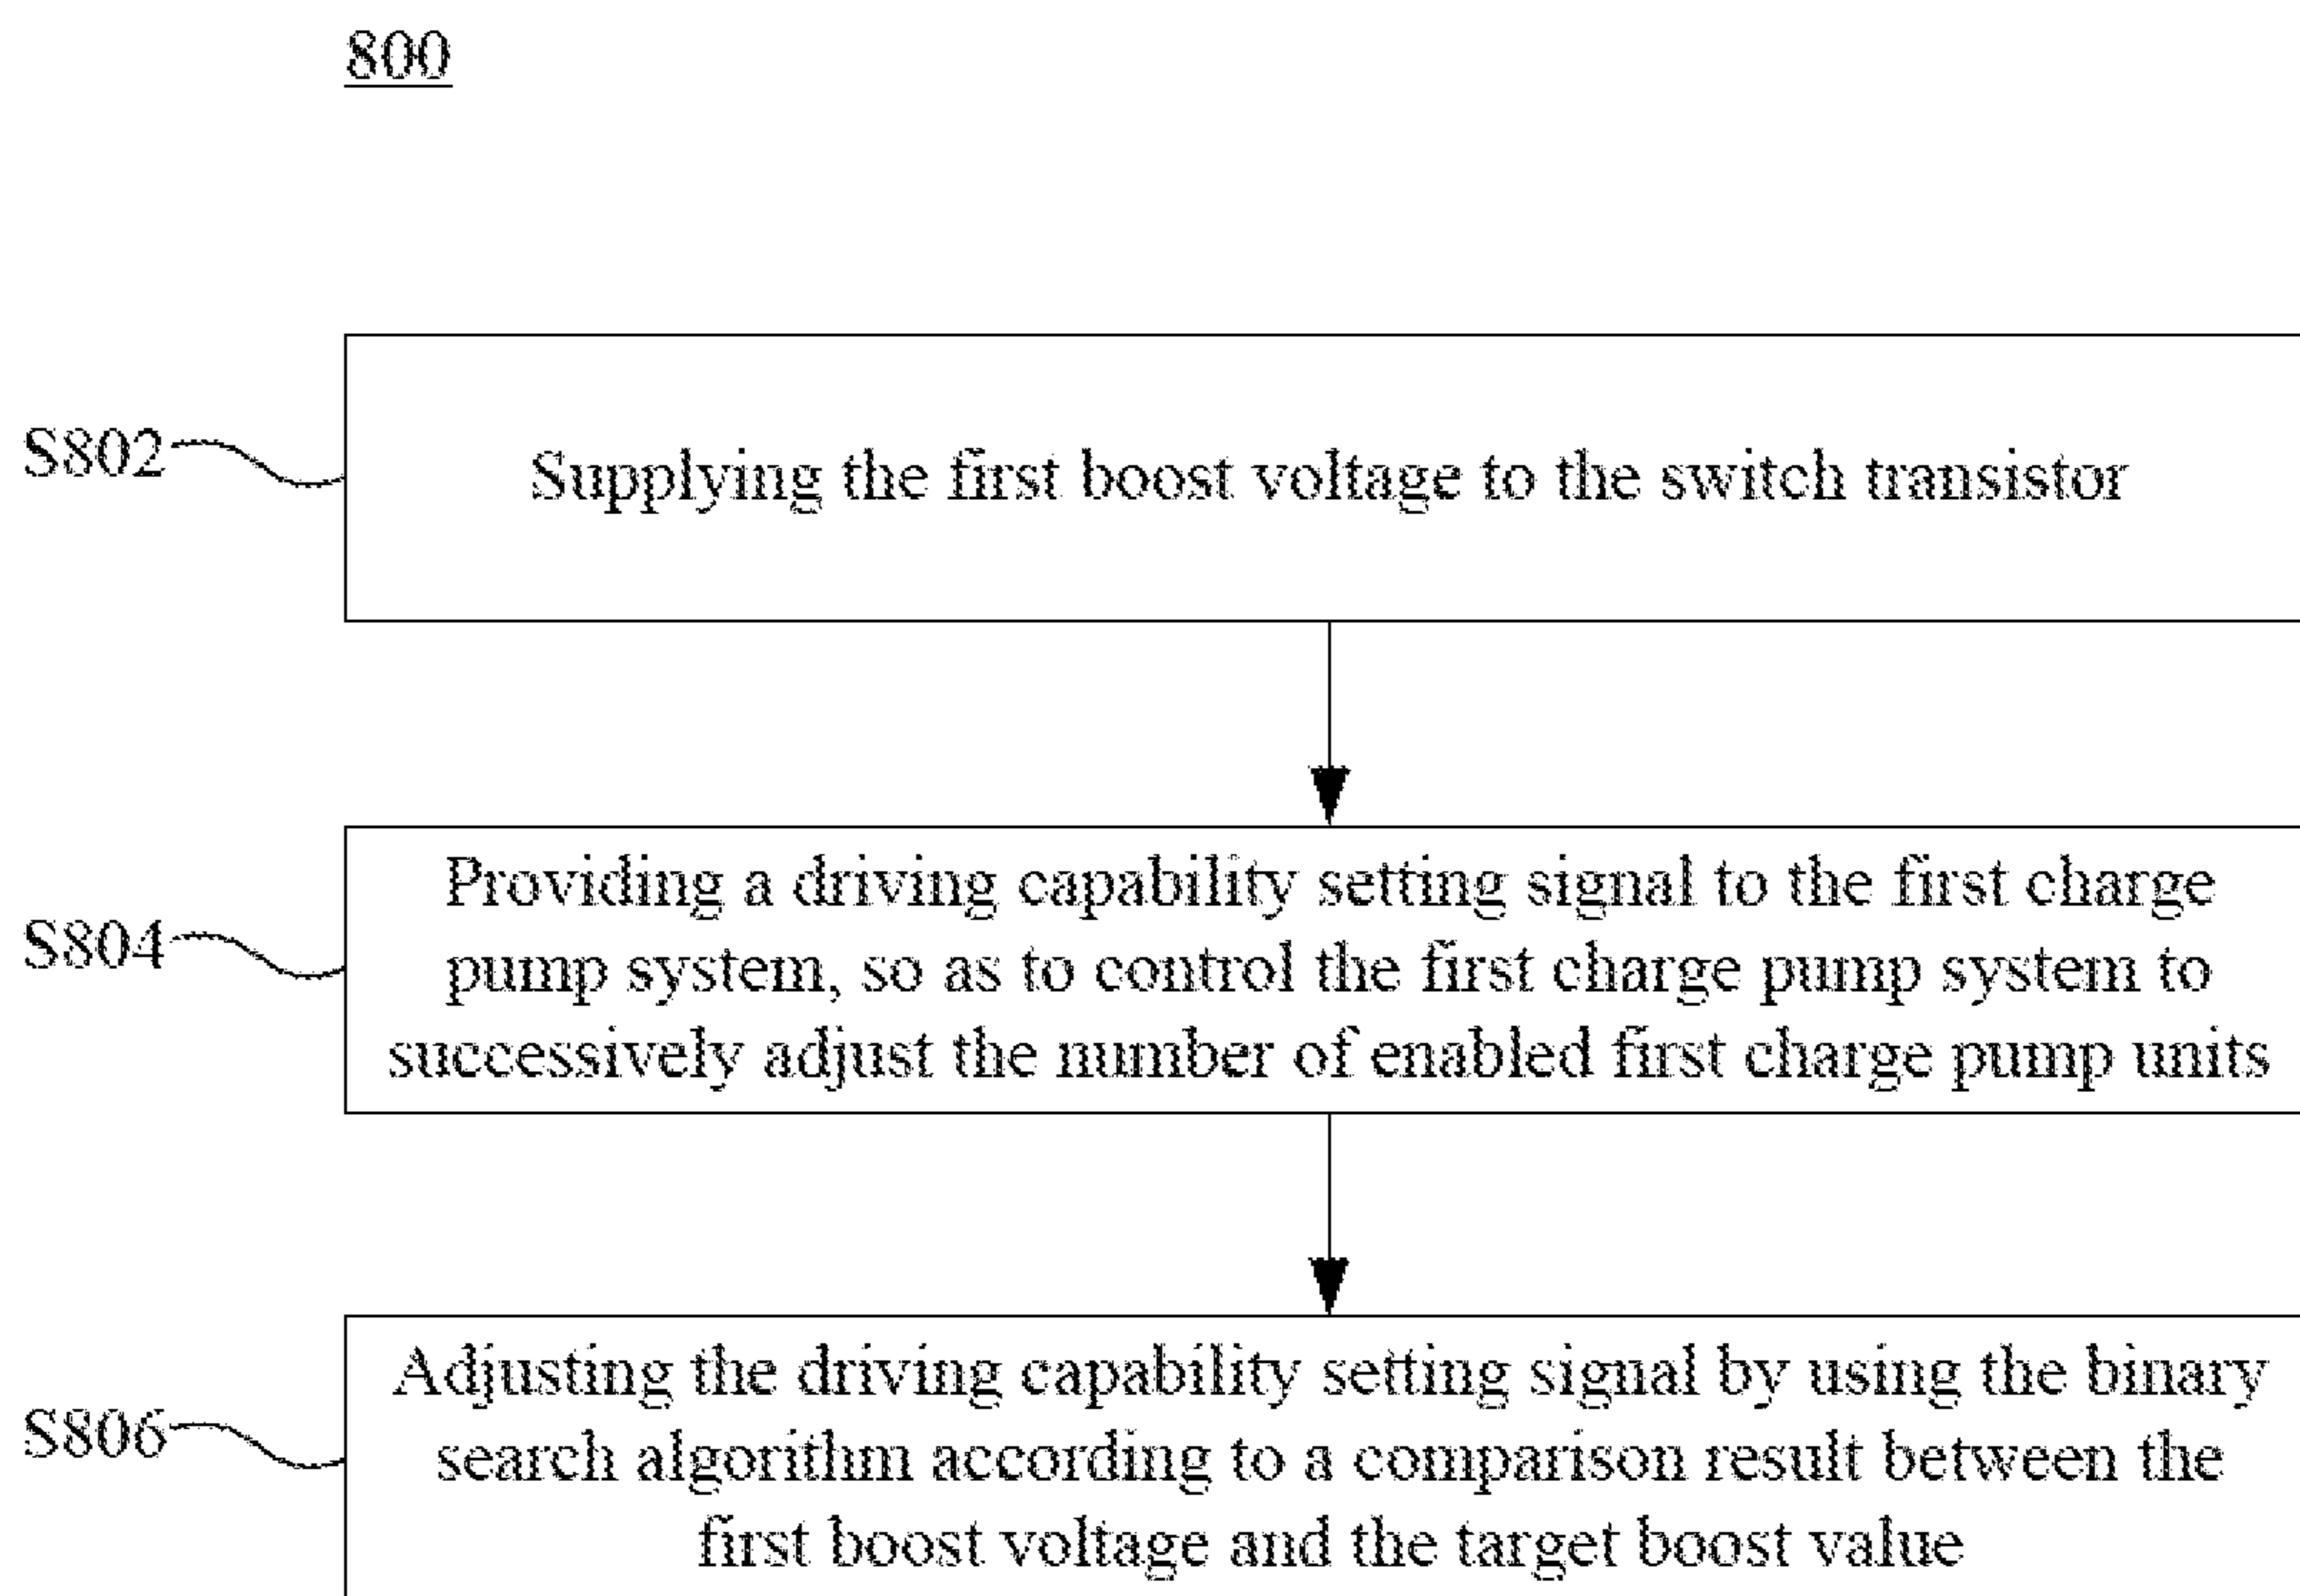 800
S802
Supplying the first boost voltage to the switch transistor
S804
Providing a driving capability setting signal to the first charge
pump system, so as to control the first charge pump system to
successively adjust the number of enabled first charge pump units
S806
Adjusting the driving capability setting signal by using the binary
search algorithm according to a comparison result between the
first boost voltage and the target boost value